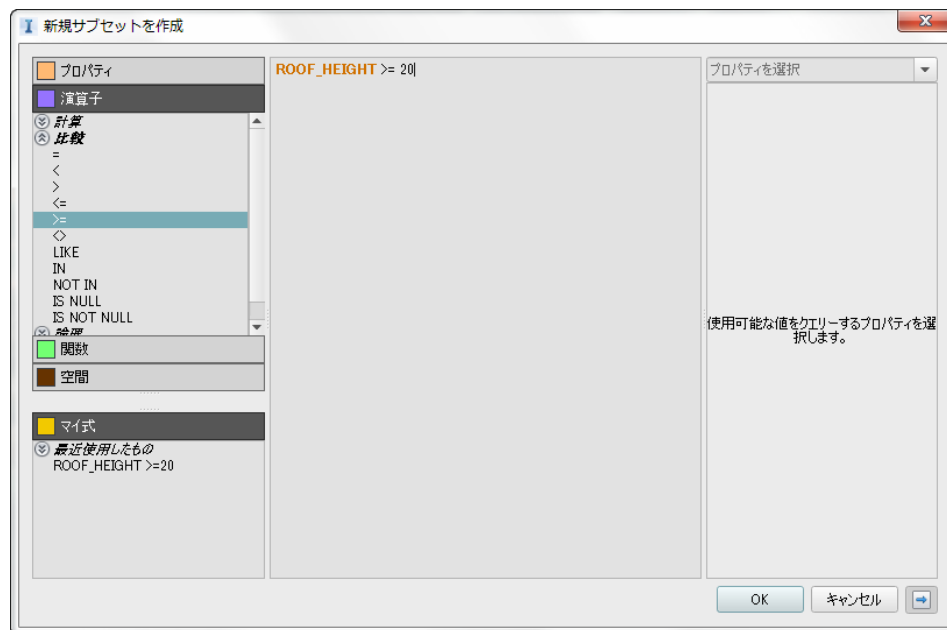 新規サブセットを作成
プロパティ
演算子
計算
比較
=
<
>
<=
>=
<>
LIKE
IN
NOT IN
IS NULL
IS NOT NULL
論理
関数
空間
マイ式
最近使用したもの
ROOF_HEIGHT >=20
ROOF_HEIGHT >= 20
プロパティを選択
使用可能な値をクエリーするプロパティを選
択します。
OK
キャンセル